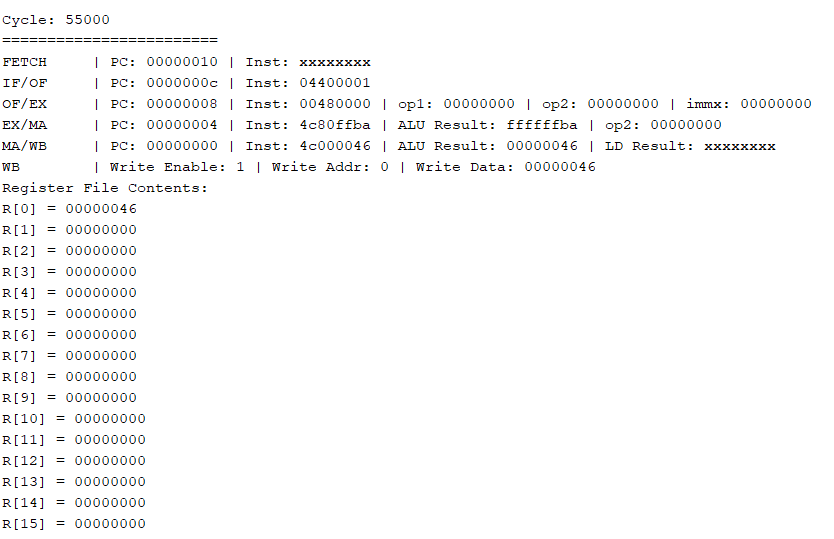 Cycle: 55000
========================
FETCH     | PC: 00000010 | Inst: xxxxxxxx
IF/OF     | PC: 0000000c | Inst: 04400001
OF/EX     | PC: 00000008 | Inst: 00480000 | op1: 00000000 | op2: 00000000 | immx: 00000000
EX/MA     | PC: 00000004 | Inst: 4c80ffba | ALU Result: ffffffba | op2: 00000000
MA/WB     | PC: 00000000 | Inst: 4c000046 | ALU Result: 00000046 | LD Result: xxxxxxxx
WB        | Write Enable: 1 | Write Addr: 0 | Write Data: 00000046
Register File Contents:
R[0] = 00000046
R[1] = 00000000
R[2] = 00000000
R[3] = 00000000
R[4] = 00000000
R[5] = 00000000
R[6] = 00000000
R[7] = 00000000
R[8] = 00000000
R[9] = 00000000
R[10] = 00000000
R[11] = 00000000
R[12] = 00000000
R[13] = 00000000
R[14] = 00000000
R[15] = 00000000